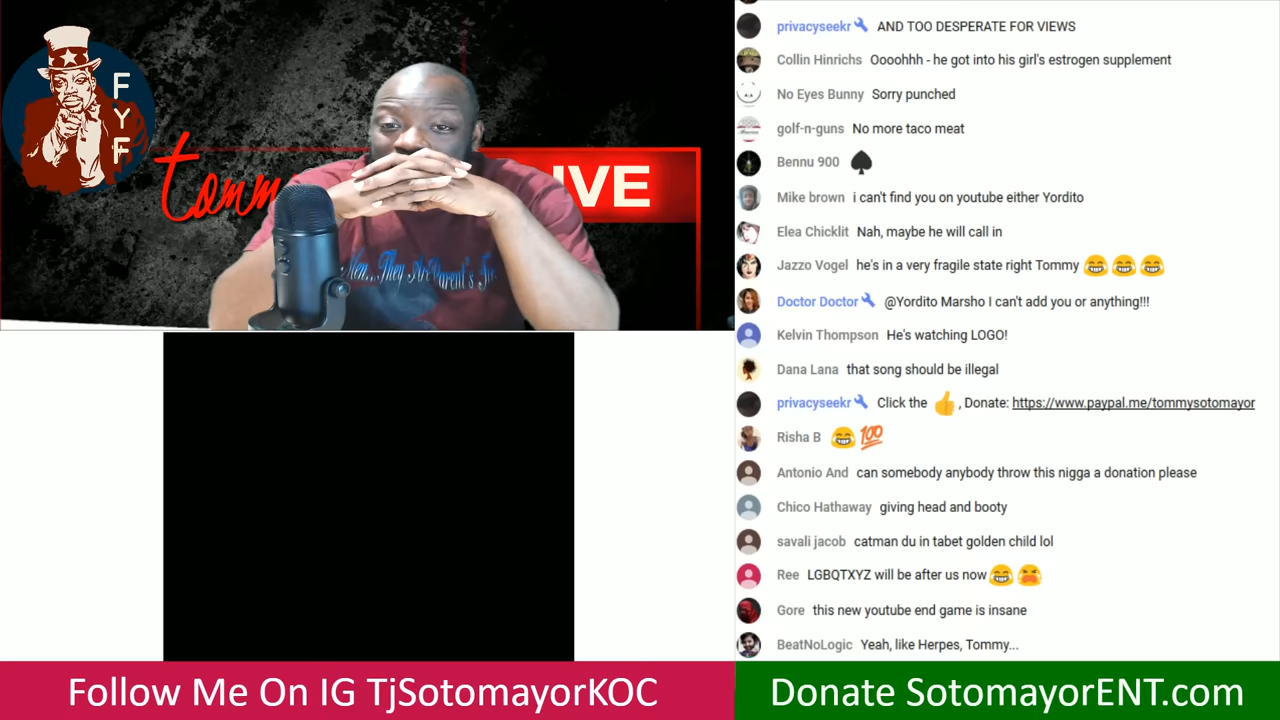 F
Y
F
tomm
IVE
Men...They Are Parent's Fir
privacyseekr AND TOO DESPERATE FOR VIEWS
Collin Hinrichs Oooohhh - he got into his girl's estrogen supplement
No Eyes Bunny Sorry punched
golf-n-guns No more taco meat
Bennu 900 ♠
Mike brown i can't find you on youtube either Yordito
Elea Chicklit Nah, maybe he will call in
Jazzo Vogel he's in a very fragile state right Tommy 😂 😂 😂
Doctor Doctor @Yordito Marsho I can't add you or anything!!!
Kelvin Thompson He's watching LOGO!
Dana Lana that song should be illegal
privacyseekr Click the 👍 , Donate: https://www.paypal.me/tommysotomayor
Risha B 😂 💯
Antonio And can somebody anybody throw this nigga a donation please
Chico Hathaway giving head and booty
savali jacob catman du in tabet golden child lol
Ree LGBQTXYZ will be after us now 😂 😫
Gore this new youtube end game is insane
BeatNoLogic Yeah, like Herpes, Tommy...
Follow Me On IG TjSotomayorKOC
Donate SotomayorENT.com